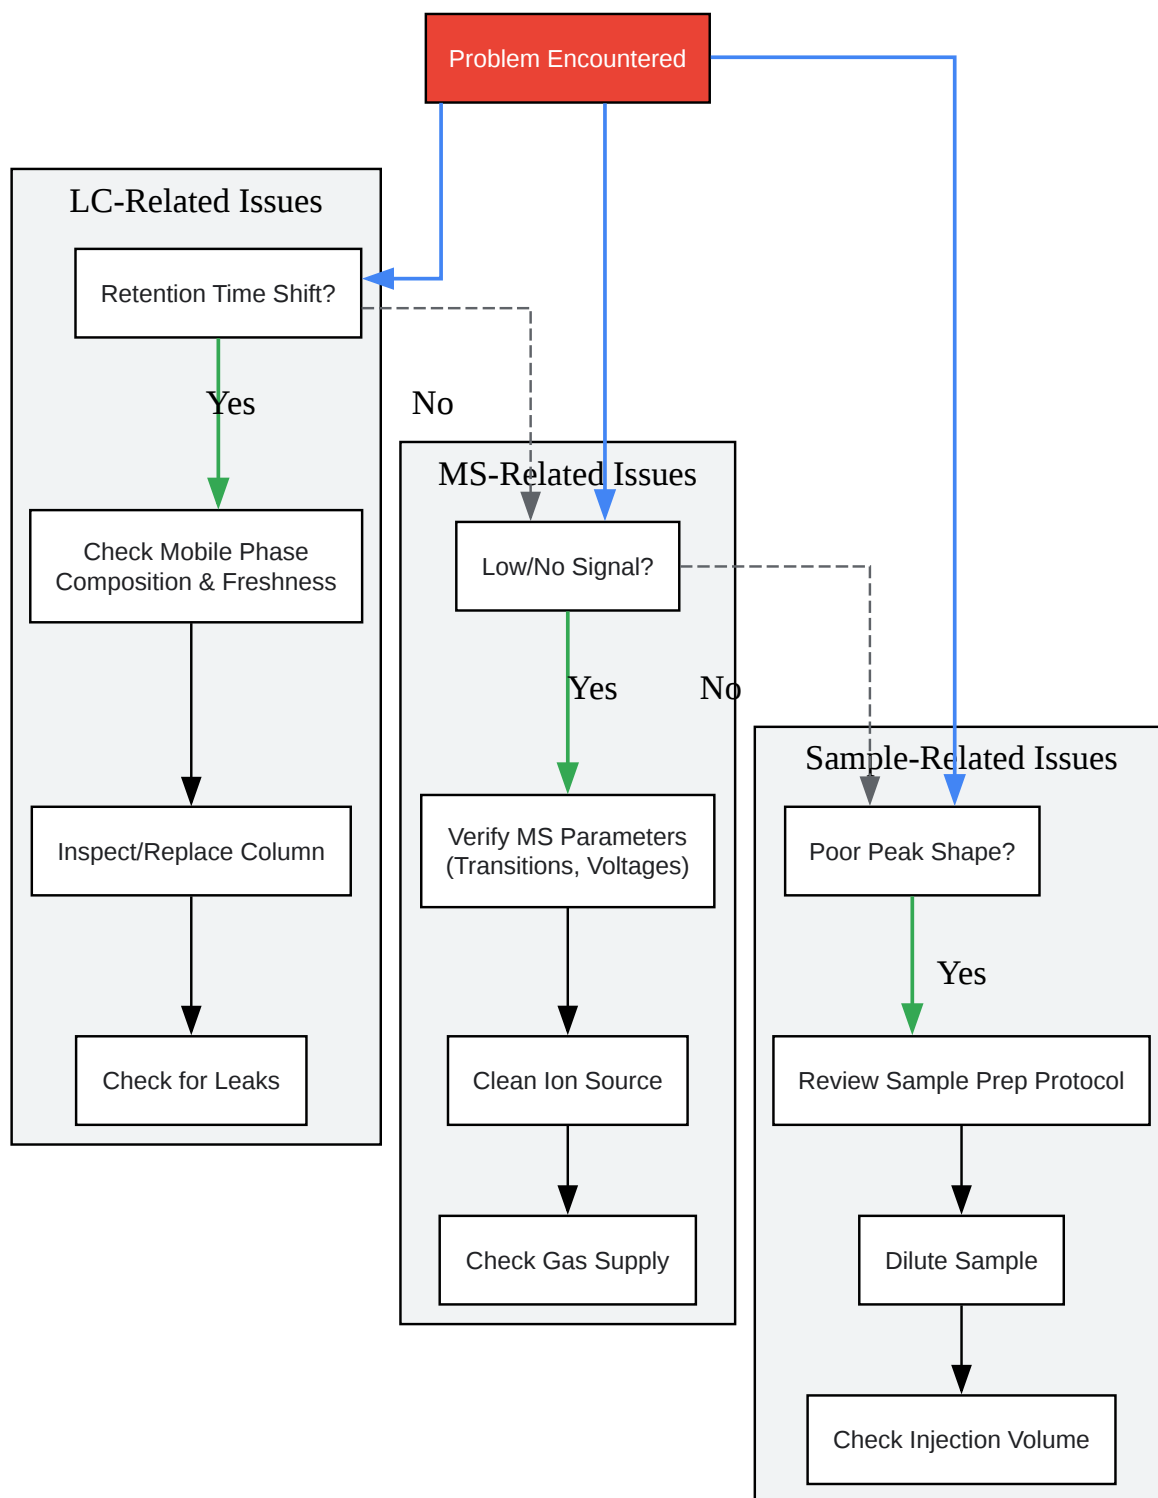 Problem Encountered
LC-Related Issues
Retention Time Shift?
Yes
No
Check Mobile Phase
Composition & Freshness
Inspect/Replace Column
Check for Leaks
MS-Related Issues
Low/No Signal?
Yes
No
Verify MS Parameters
(Transitions, Voltages)
Clean Ion Source
Check Gas Supply
Sample-Related Issues
Poor Peak Shape?
Yes
Review Sample Prep Protocol
Dilute Sample
Check Injection Volume